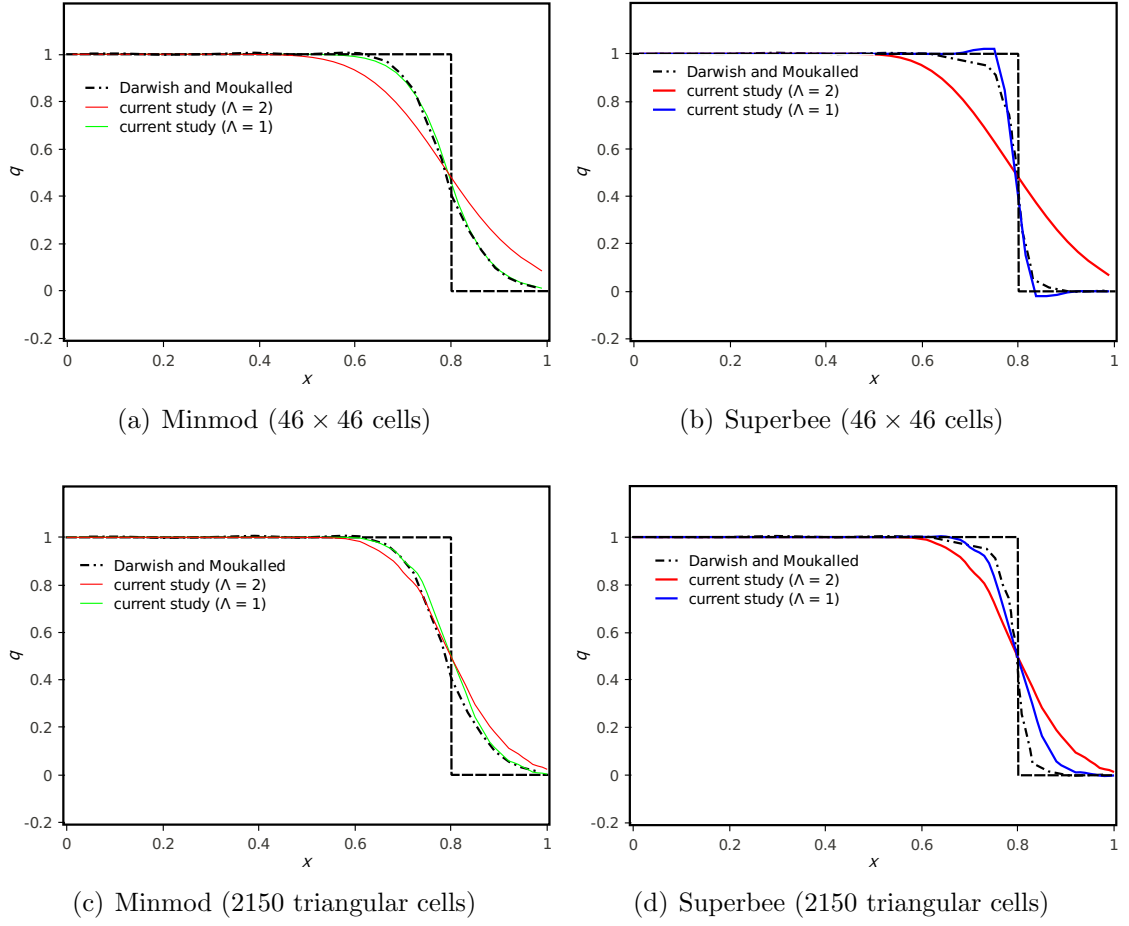 1
0.8
0.6
0.4
0.2
0
-0.2
q
Darwish and Moukalled
current study (Λ = 2)
current study (Λ = 1)
0 0.2 0.4 0.6 0.8 1
x
(a) Minmod (46 × 46 cells)
1
0.8
0.6
0.4
0.2
0
-0.2
q
Darwish and Moukalled
current study (Λ = 2)
current study (Λ = 1)
0 0.2 0.4 0.6 0.8 1
x
(b) Superbee (46 × 46 cells)
1
0.8
0.6
0.4
0.2
0
-0.2
q
Darwish and Moukalled
current study (Λ = 2)
current study (Λ = 1)
0 0.2 0.4 0.6 0.8 1
x
(c) Minmod (2150 triangular cells)
1
0.8
0.6
0.4
0.2
0
-0.2
q
Darwish and Moukalled
current study (Λ = 2)
current study (Λ = 1)
0 0.2 0.4 0.6 0.8 1
x
(d) Superbee (2150 triangular cells)